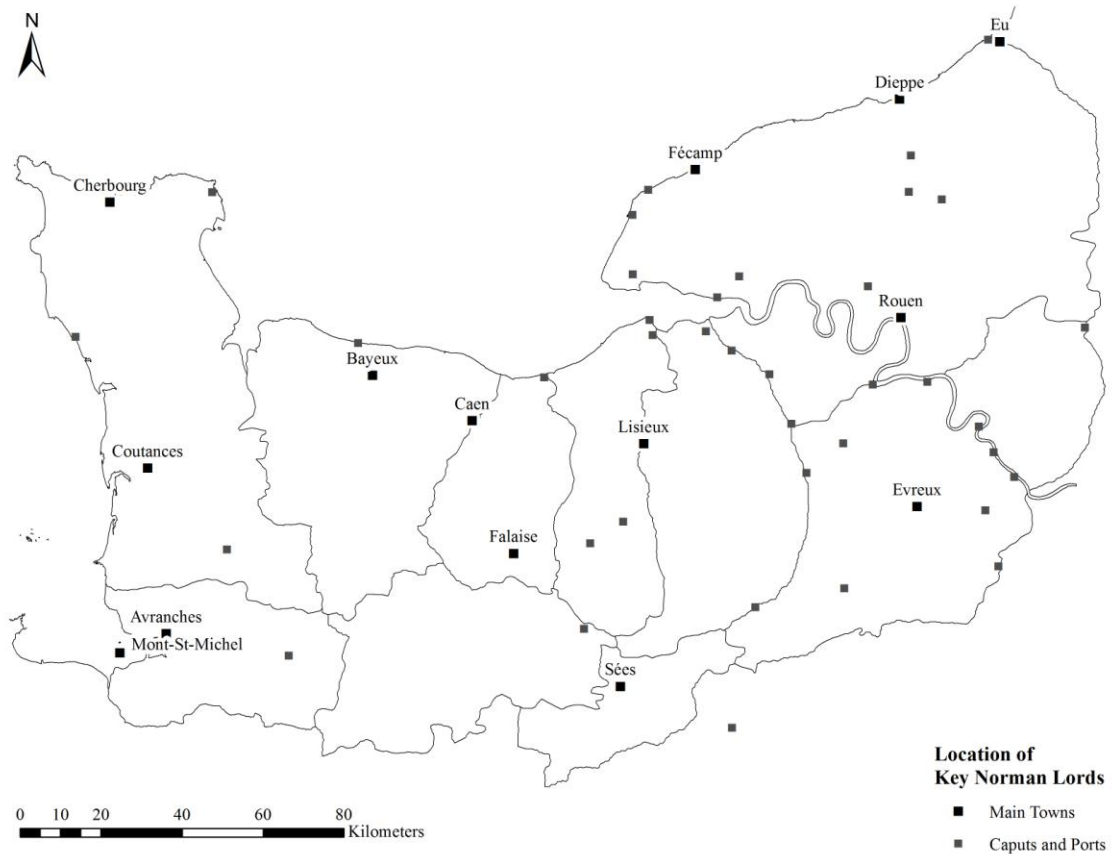 N
Eu
Dieppe
Fécamp
Cherbourg
Rouen
Bayeux
Caen
Lisieux
Coutances
Evreux
Falaise
Avranches
Mont-St-Michel
Sées
Location of
Key Norman Lords
Main Towns
Caputs and Ports
0 10 20 40 60 80
Kilometers